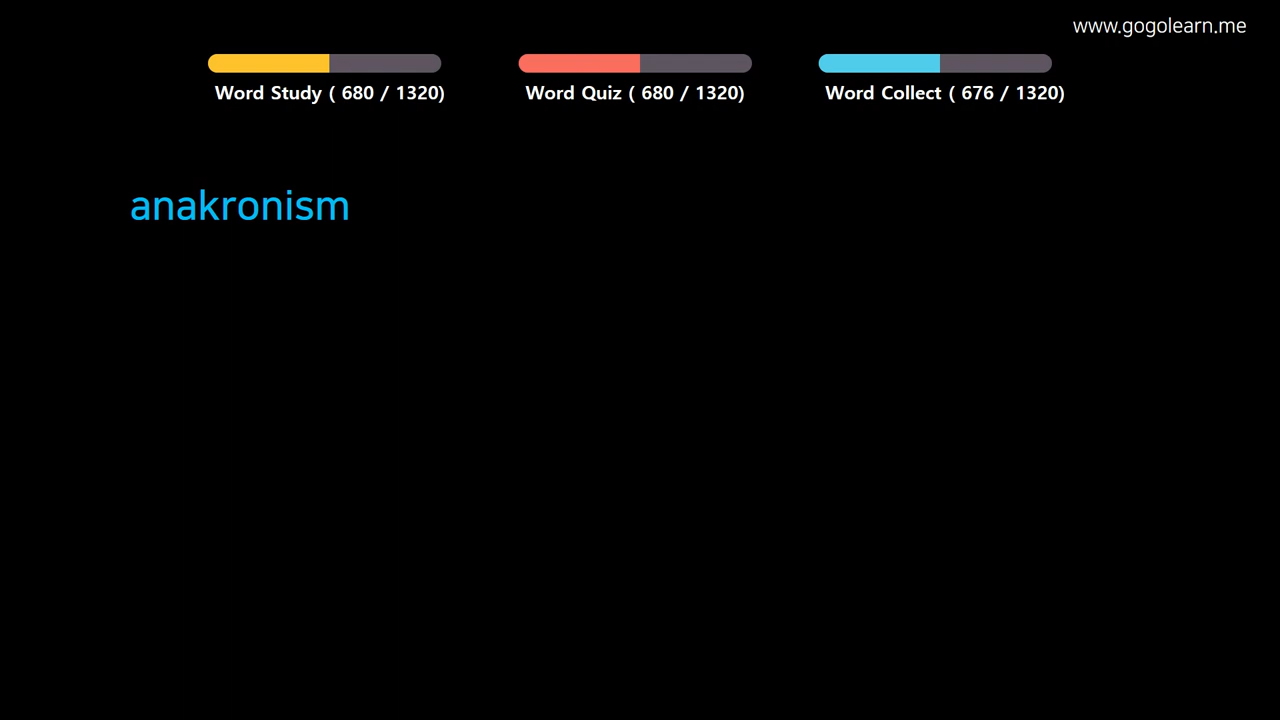 www.gogolearn.me
Word Study ( 680 / 1320)
Word Quiz ( 680 / 1320)
Word Collect ( 676 / 1320)
anakronism